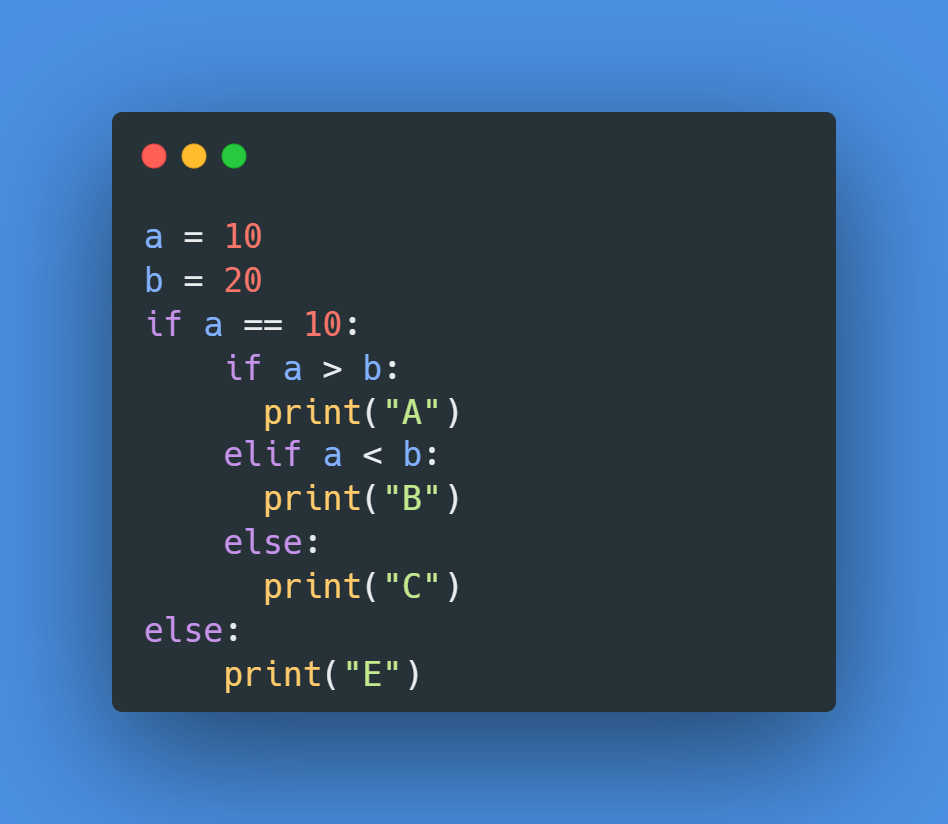 a = 10
b = 20
if a == 10:
    if a > b:
      print("A")
    elif a < b:
      print("B")
    else:
      print("C")
else:
    print("E")